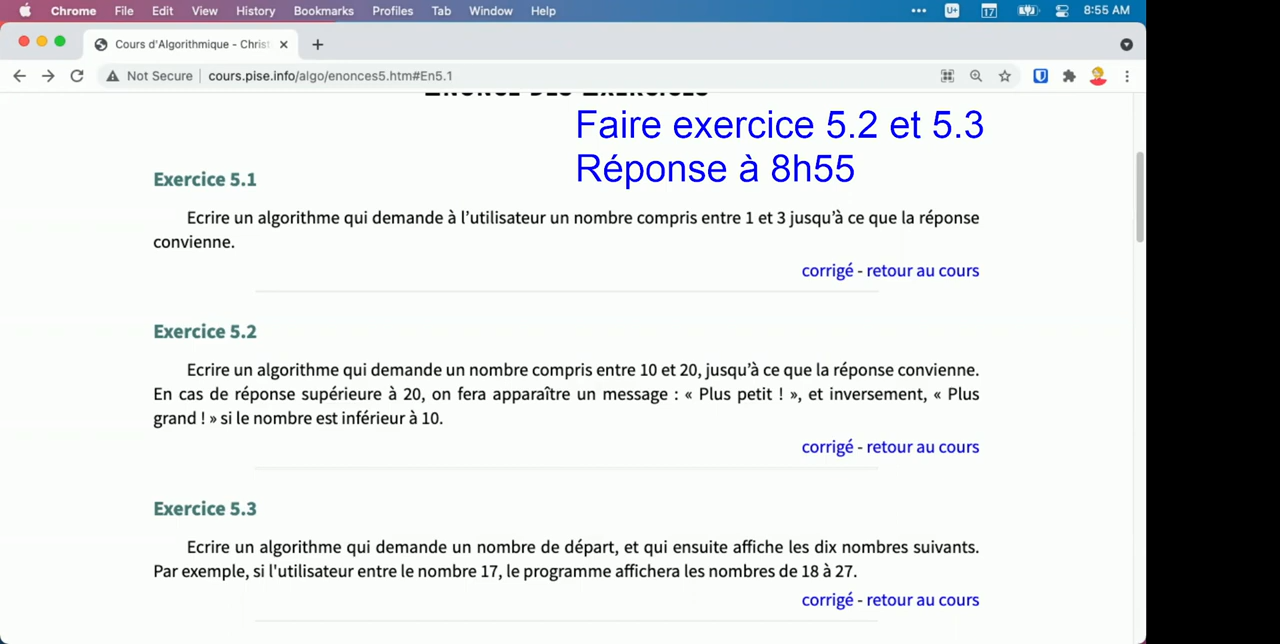 Chrome File Edit View History Bookmarks Profiles Tab Window Help 17 8:55 AM
Cours d'Algorithmique - Christ
Not Secure cours.pise.info/algo/enonces5.htm#En5.1
ENONCE DES EXERCICES
Faire exercice 5.2 et 5.3
Réponse à 8h55
Exercice 5.1
Ecrire un algorithme qui demande à l'utilisateur un nombre compris entre 1 et 3 jusqu'à ce que la réponse
convienne.
corrigé - retour au cours
Exercice 5.2
Ecrire un algorithme qui demande un nombre compris entre 10 et 20, jusqu'à ce que la réponse convienne.
En cas de réponse supérieure à 20, on fera apparaître un message : « Plus petit ! », et inversement, « Plus
grand ! » si le nombre est inférieur à 10.
corrigé - retour au cours
Exercice 5.3
Ecrire un algorithme qui demande un nombre de départ, et qui ensuite affiche les dix nombres suivants.
Par exemple, si l'utilisateur entre le nombre 17, le programme affichera les nombres de 18 à 27.
corrigé - retour au cours